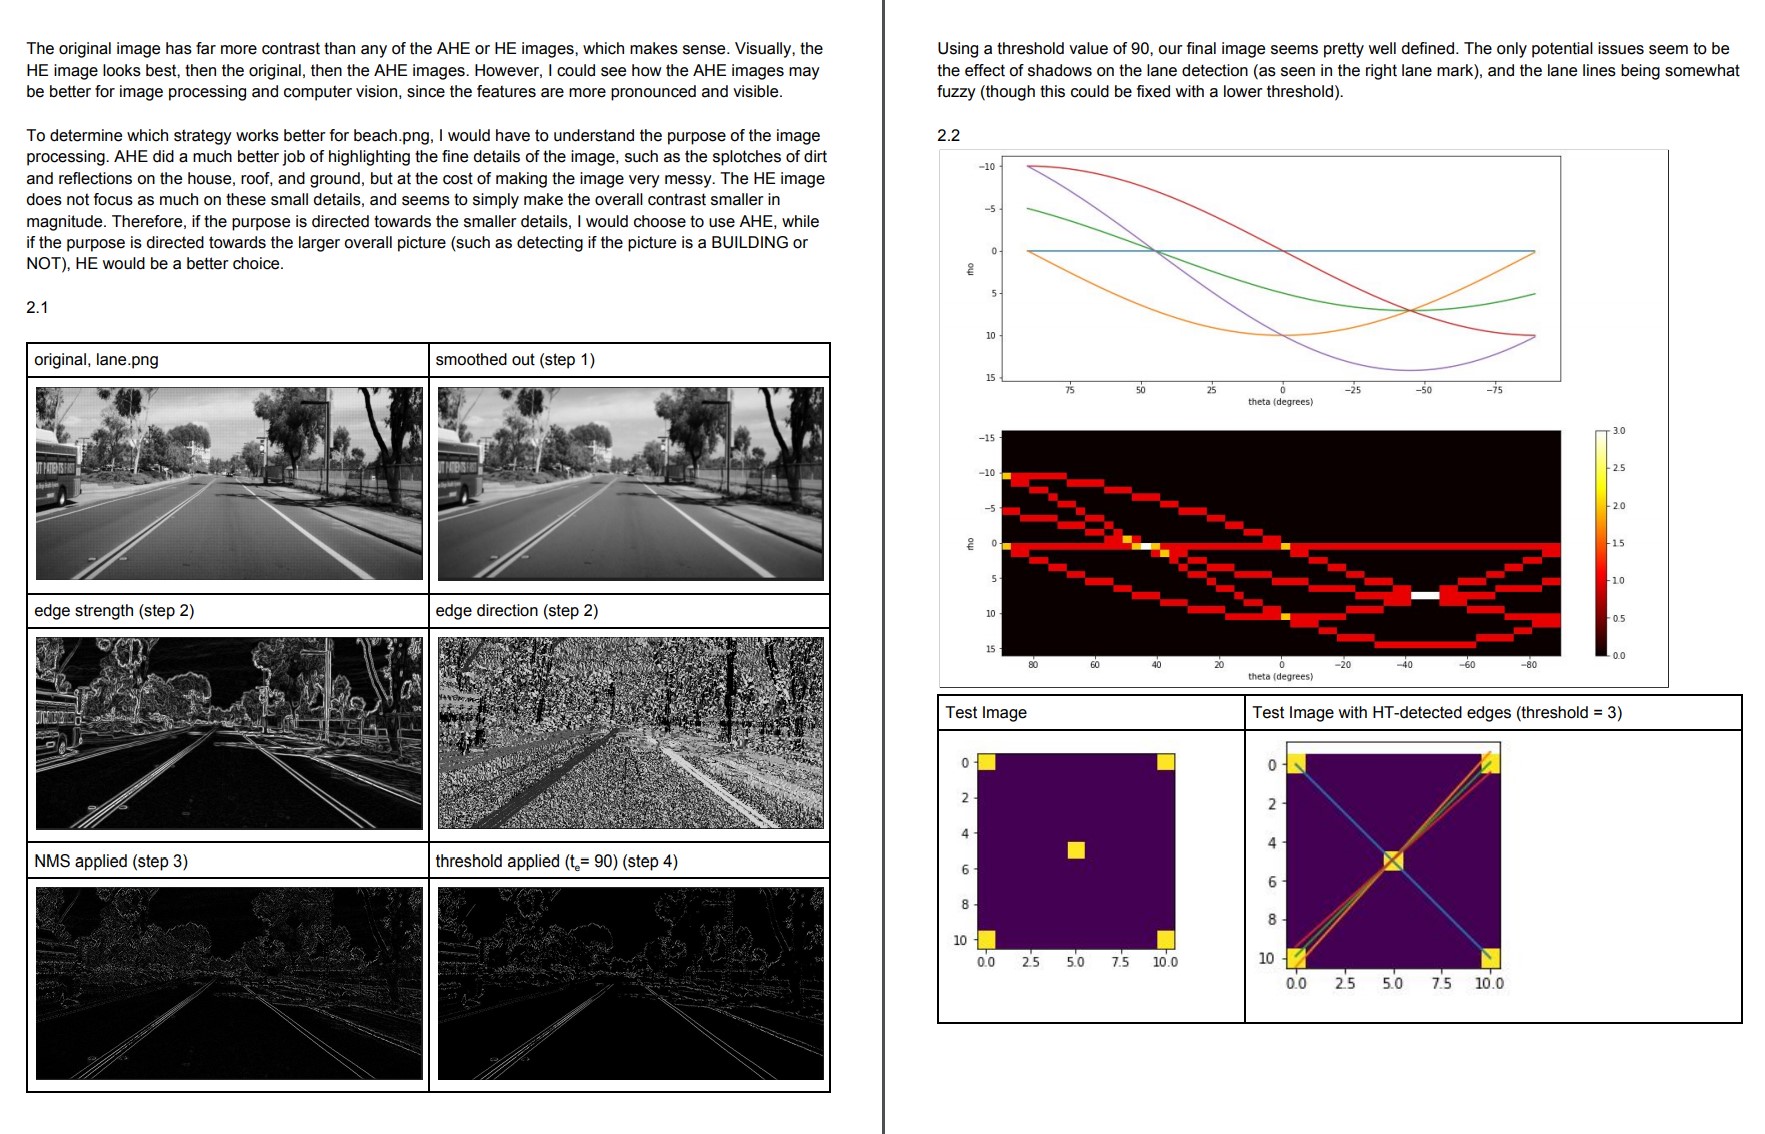 The original image has far more contrast than any of the AHE or HE images, which makes sense. Visually, the
HE image looks best, then the original, then the AHE images. However, I could see how the AHE images may
be better for image processing and computer vision, since the features are more pronounced and visible.
To determine which strategy works better for beach.png, I would have to understand the purpose of the image
processing. AHE did a much better job of highlighting the fine details of the image, such as the splotches of dirt
and reflections on the house, roof, and ground, but at the cost of making the image very messy. The HE image
does not focus as much on these small details, and seems to simply make the overall contrast smaller in
magnitude. Therefore, if the purpose is directed towards the smaller details, I would choose to use AHE, while
if the purpose is directed towards the larger overall picture (such as detecting if the picture is a BUILDING or
NOT), HE would be a better choice.
2.1
original, lane.png
smoothed out (step 1)
edge strength (step 2)
edge direction (step 2)
NMS applied (step 3)
threshold applied (te= 90) (step 4)
Using a threshold value of 90, our final image seems pretty well defined. The only potential issues seem to be
the effect of shadows on the lane detection (as seen in the right lane mark), and the lane lines being somewhat
fuzzy (though this could be fixed with a lower threshold).
2.2
−10
−5
0
5
10
15
rho
75 50 25 0 −25 −50 −75
theta (degrees)
−15
−10
−5
0
5
10
15
rho
80 60 40 20 0 −20 −40 −60 −80
theta (degrees)
3.0
2.5
2.0
1.5
1.0
0.5
0.0
Test Image
0
2
4
6
8
10
0.0 2.5 5.0 7.5 10.0
Test Image with HT-detected edges (threshold = 3)
0
2
4
6
8
10
0.0 2.5 5.0 7.5 10.0